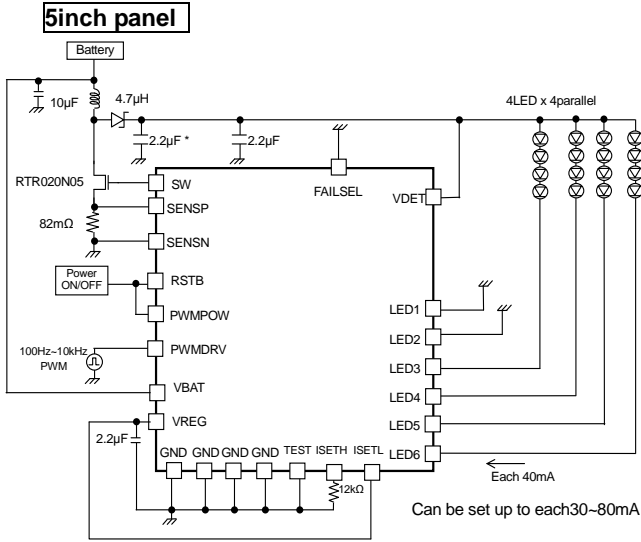 5inch panel
Battery
10µF
4.7µH
2.2µF *
2.2µF
4LED x 4parallel
RTR020N05
82mΩ
SW
FAILSEL
VDET
SENSP
SENSN
Power
ON/OFF
RSTB
PWMPOW
LED1
LED2
100Hz~10kHz
PWM
PWMDRV
LED3
VBAT
LED4
VREG
LED5
2.2µF
LED6
GND GND GND GND TEST ISETH ISETL
12kΩ
Each 40mA
Can be set up to each30~80mA